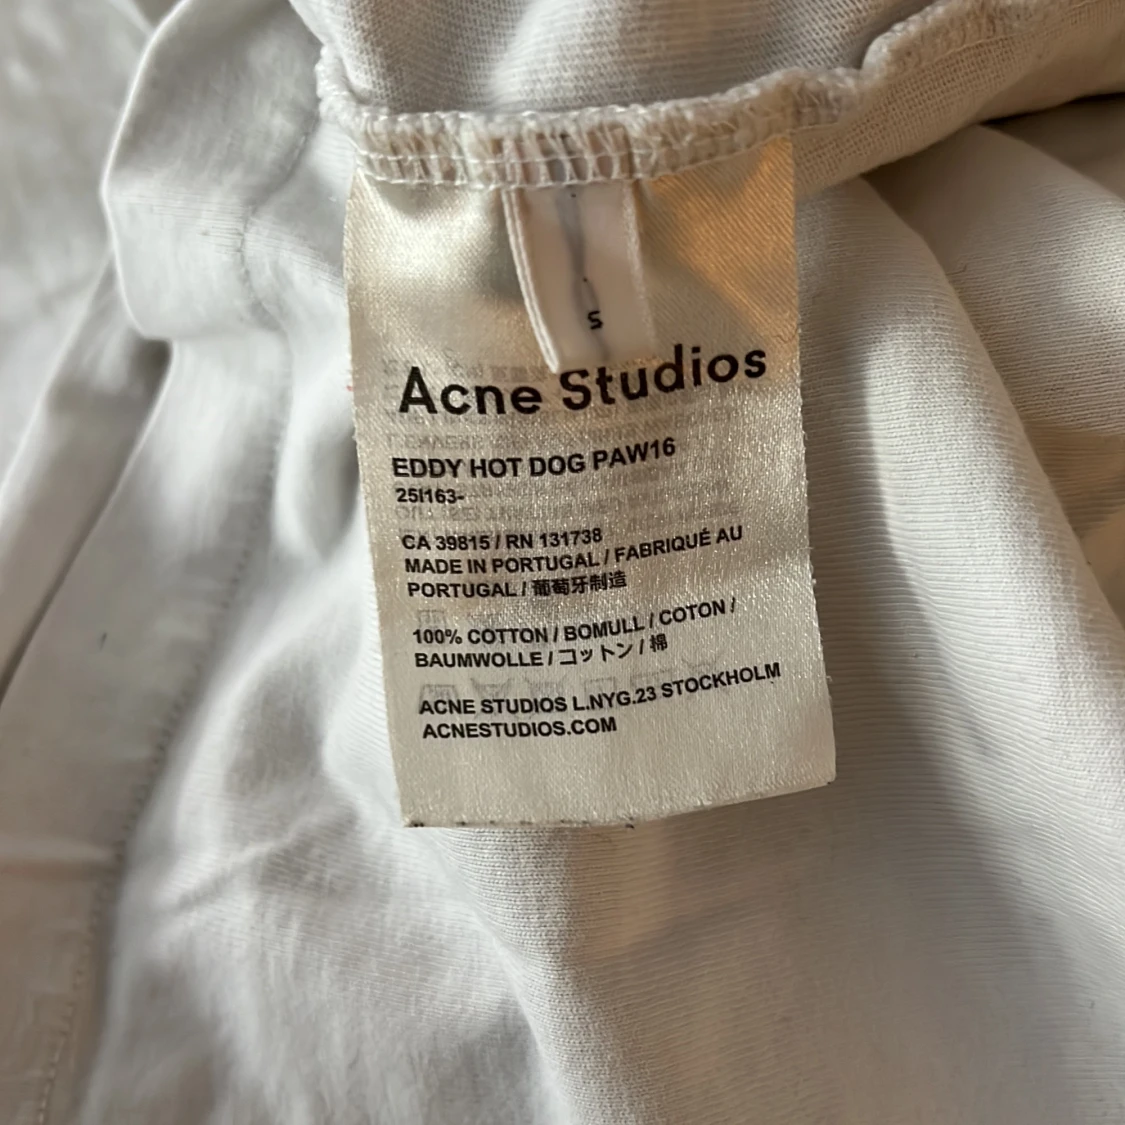 S
Acne Studios
EDDY HOT DOG PAW16
25I163-
CA 39815 / RN 131738
MADE IN PORTUGAL / FABRIQUÉ AU
PORTUGAL / 葡萄牙制造
100% COTTON / BOMULL / COTON /
BAUMWOLLE / コットン / 棉
ACNE STUDIOS L.NYG.23 STOCKHOLM
ACNESTUDIOS.COM